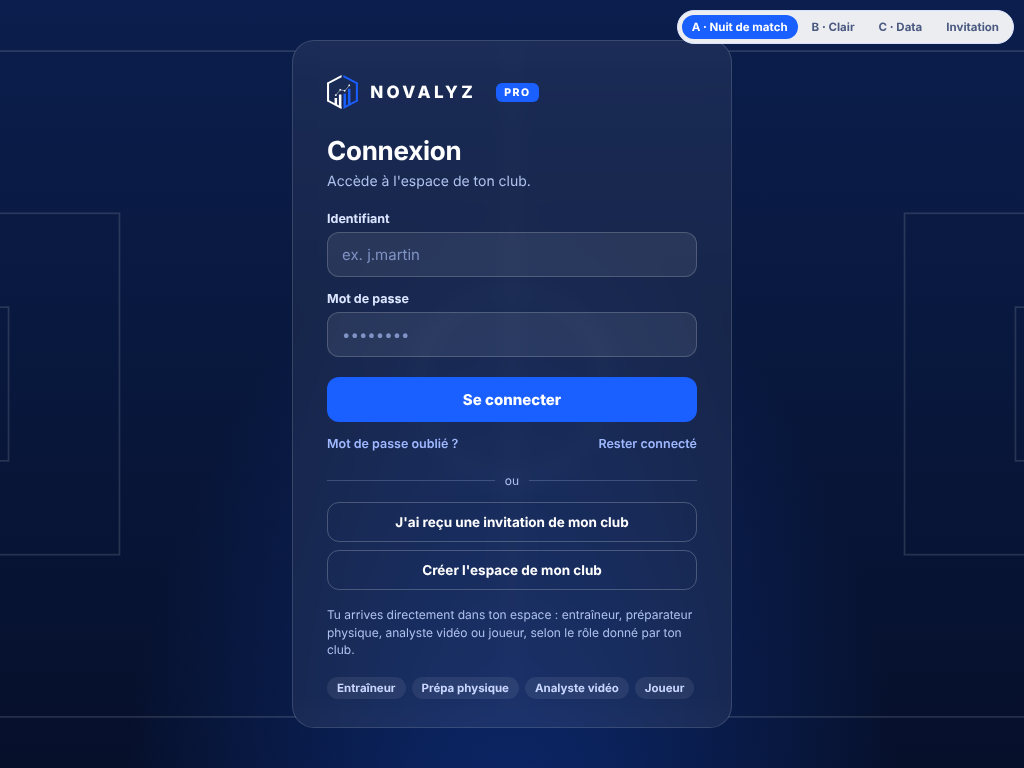 A · Nuit de match
B · Clair
C · Data
Invitation
NOVALYZ
PRO
Connexion
Accède à l'espace de ton club.
Identifiant
ex. j.martin
Mot de passe
••••••••
Se connecter
Mot de passe oublié ?
Rester connecté
ou
J'ai reçu une invitation de mon club
Créer l'espace de mon club
Tu arrives directement dans ton espace : entraîneur, préparateur
physique, analyste vidéo ou joueur, selon le rôle donné par ton
club.
Entraîneur
Prépa physique
Analyste vidéo
Joueur